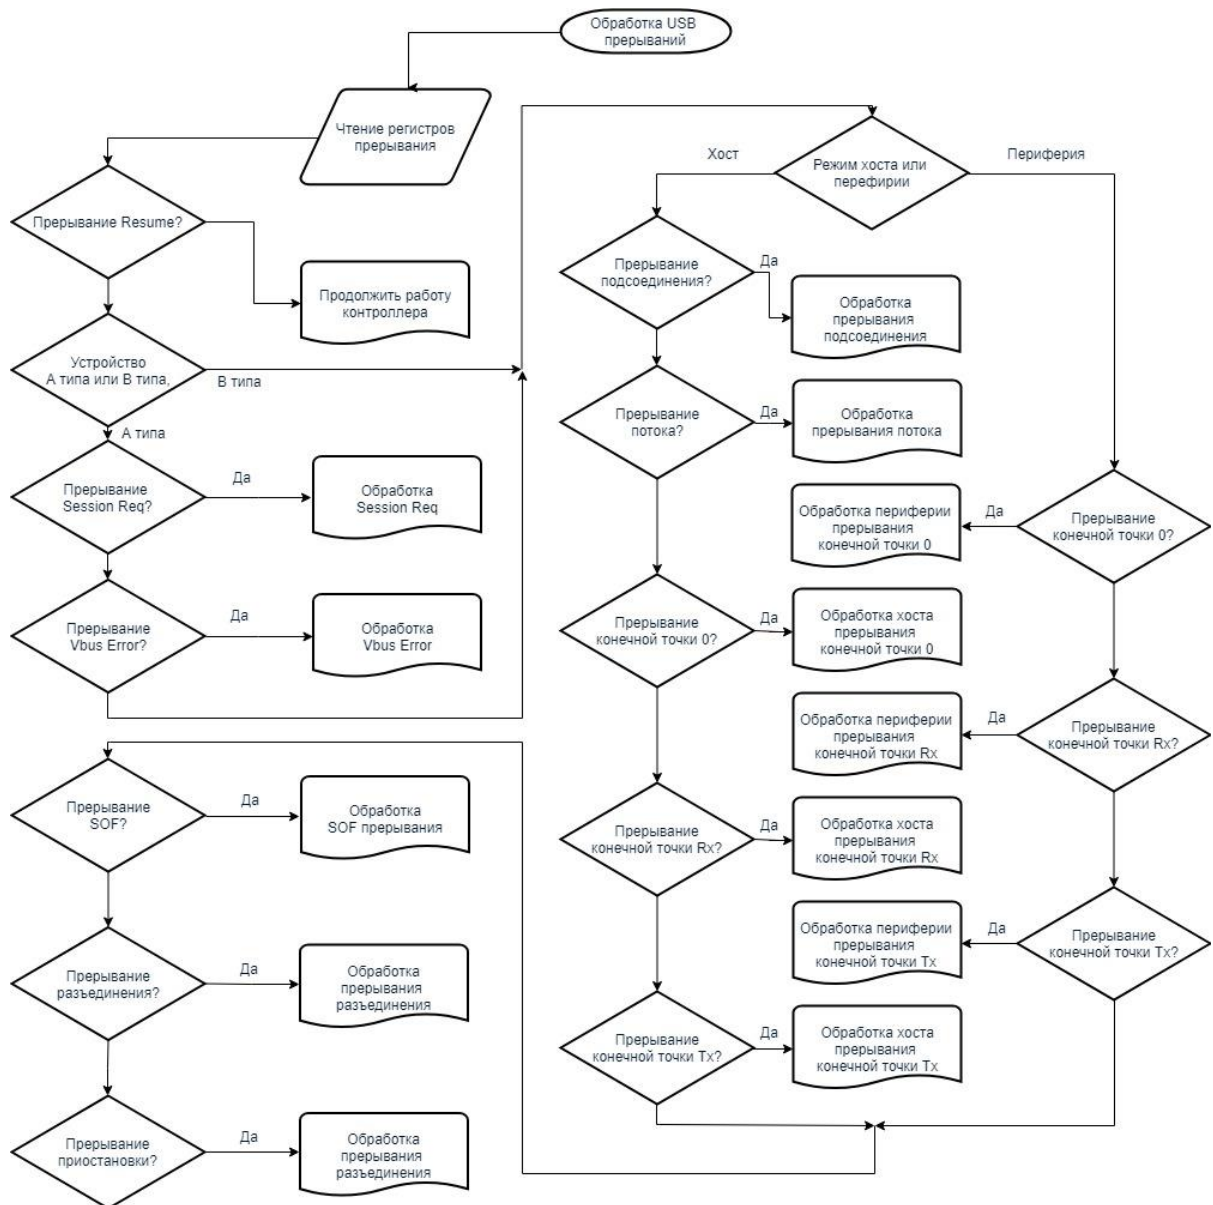 Обработка USB
прерываний
Чтение регистров
прерывания
Прерывание Resume?
Продолжить работу
контроллера
Устройство
А типа или В типа,
В типа
А типа
Прерывание
Session Req?
Да
Обработка
Session Req
Прерывание
Vbus Error?
Да
Обработка
Vbus Error
Режим хоста или
перефирии
Хост
Периферия
Прерывание
подсоединения?
Да
Обработка
прерывания
подсоединения
Прерывание
потока?
Да
Обработка
прерывания потока
Прерывание
конечной точки 0?
Да
Обработка периферии
прерывания
конечной точки 0
Прерывание
конечной точки 0?
Да
Обработка хоста
прерывания
конечной точки 0
Прерывание
конечной точки Rx?
Да
Обработка периферии
прерывания
конечной точки Rx
Прерывание
конечной точки Rx?
Да
Обработка хоста
прерывания
конечной точки Rx
Прерывание
конечной точки Tx?
Да
Обработка периферии
прерывания
конечной точки Tx
Прерывание
конечной точки Tx?
Да
Обработка хоста
прерывания
конечной точки Tx
Прерывание
SOF?
Да
Обработка
SOF прерывания
Прерывание
разъединения?
Да
Обработка
прерывания
разъединения
Прерывание
приостановки?
Да
Обработка
прерывания
разъединения